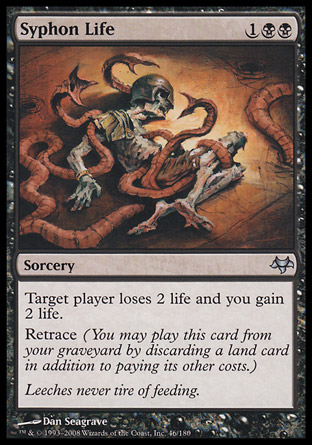 Syphon Life 1
Sorcery
Target player loses 2 life and you gain
2 life.
Retrace (You may play this card from
your graveyard by discarding a land card
in addition to paying its other costs.)
Leeches never tire of feeding.
Dan Seagrave
™ & © 1993–2008 Wizards of the Coast, Inc. 46/180